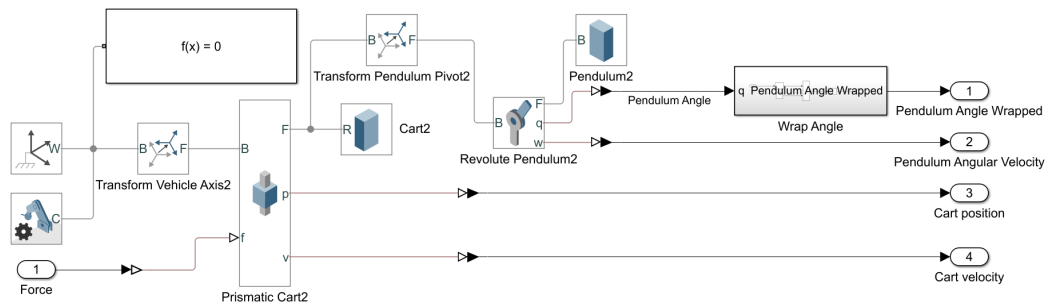 f(x) = 0
B
F
Transform Pendulum Pivot2
B
Pendulum2
F
B
q
w
Revolute Pendulum2
Pendulum Angle
q
Pendulum Angle Wrapped
Wrap Angle
1
Pendulum Angle Wrapped
2
Pendulum Angular Velocity
W
B
F
Transform Vehicle Axis2
C
B
F
p
f
v
Prismatic Cart2
R
Cart2
3
Cart position
4
Cart velocity
1
Force